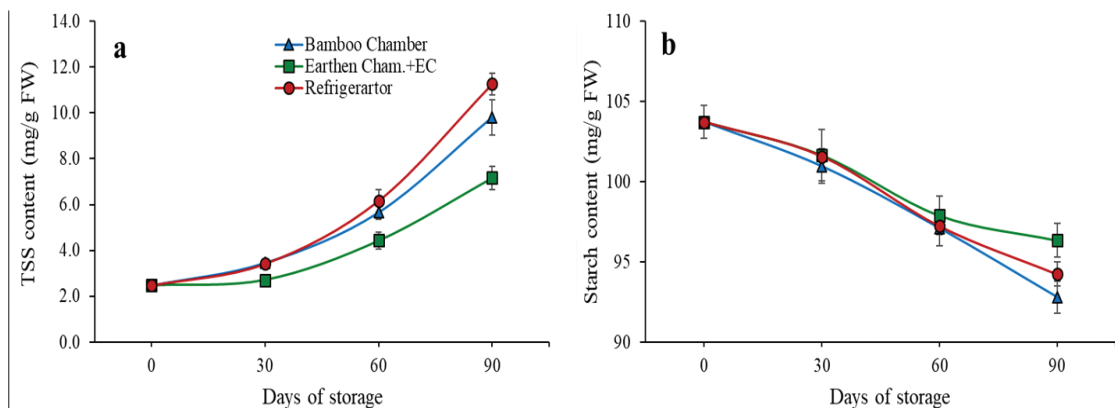 a
TSS content (mg/g FW)
14.0
12.0
10.0
8.0
6.0
4.0
2.0
0.0
Bamboo Chamber
Earthen Cham.+EC
Refrigerartor
0 30 60 90
Days of storage
b
Starch content (mg/g FW)
110
105
100
95
90
0 30 60 90
Days of storage